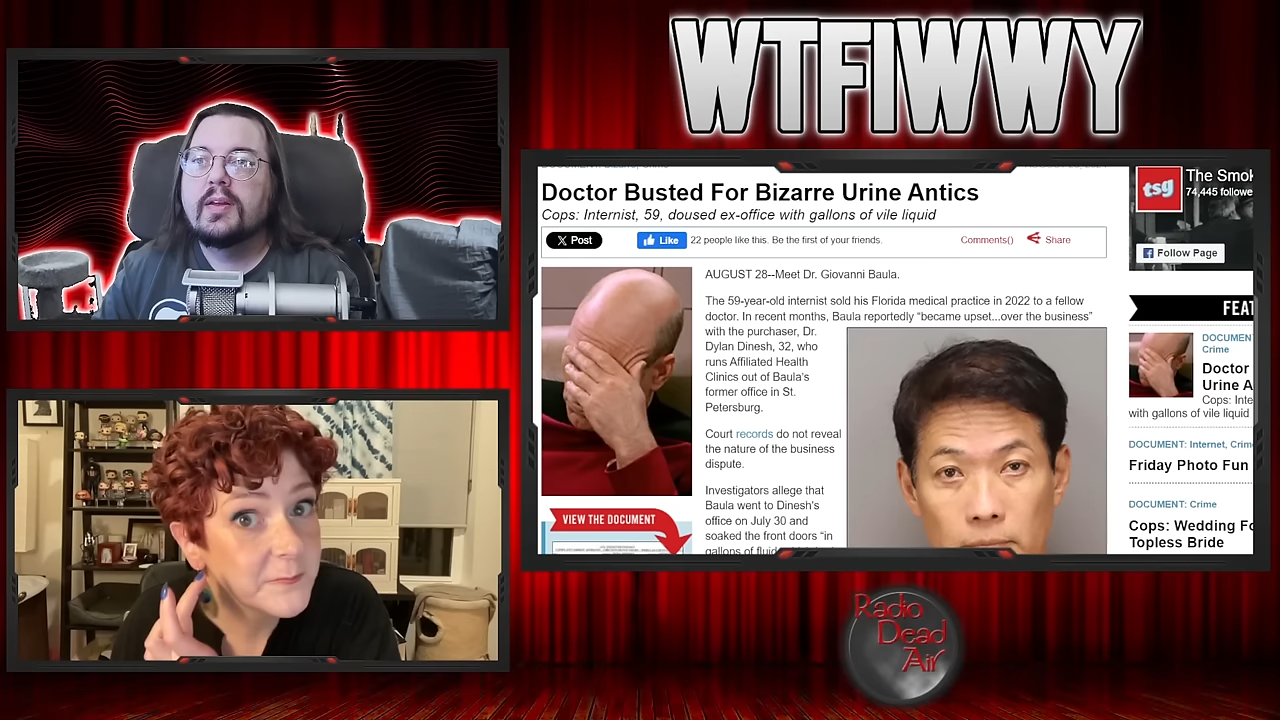 WTFIWWY
Doctor Busted For Bizarre Urine Antics
Cops: Internist, 59, doused ex-office with gallons of vile liquid
Post
Like
22 people like this. Be the first of your friends.
Comments()
Share
AUGUST 28--Meet Dr. Giovanni Baula.
The 59-year-old internist sold his Florida medical practice in 2022 to a fellow
doctor. In recent months, Baula reportedly “became upset...over the business”
with the purchaser, Dr.
Dylan Dinesh, 32, who
runs Affiliated Health
Clinics out of Baula's
former office in St.
Petersburg.
Court records do not reveal
the nature of the business
dispute.
Investigators allege that
Baula went to Dinesh's
office on July 30 and
soaked the front doors “in
gallons of fluid
VIEW THE DOCUMENT
tsg
The Smok
74,445 followe
Follow Page
FEAT
DOCUMEN
Crime
Doctor
Urine A
Cops: Inte
with gallons of vile liquid
DOCUMENT: Internet, Crim
Friday Photo Fun
DOCUMENT: Crime
Cops: Wedding Fo
Topless Bride
Radio
Dead
Air